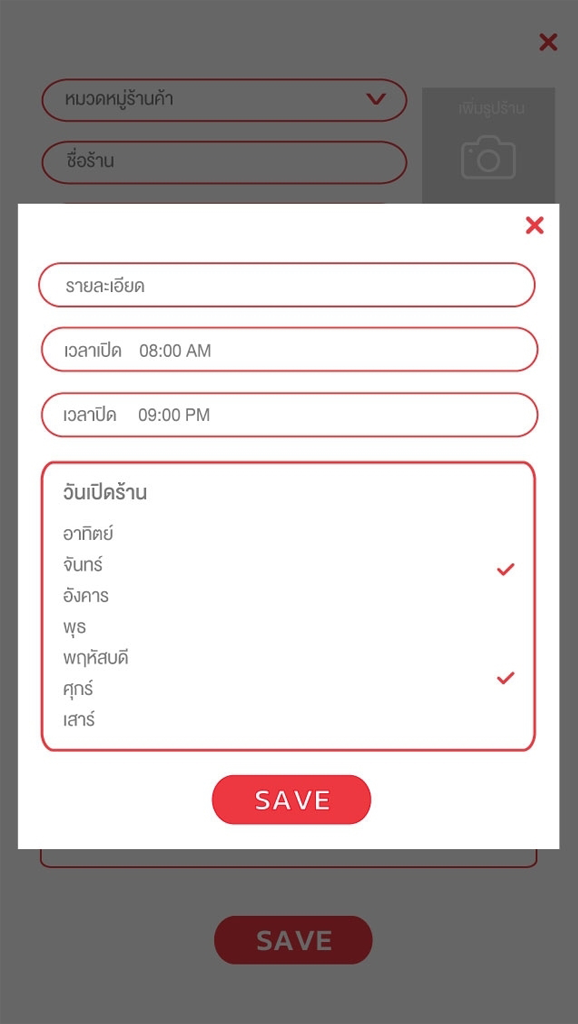 หมวดหมู่ร้านค้า
เพิ่มรูปร้าน
ชื่อร้าน
รายละเอียด
เวลาเปิด 08:00 AM
เวลาปิด 09:00 PM
วันเปิดร้าน
อาทิตย์
จันทร์
อังคาร
พุธ
พฤหัสบดี
ศุกร์
เสาร์
SAVE
SAVE